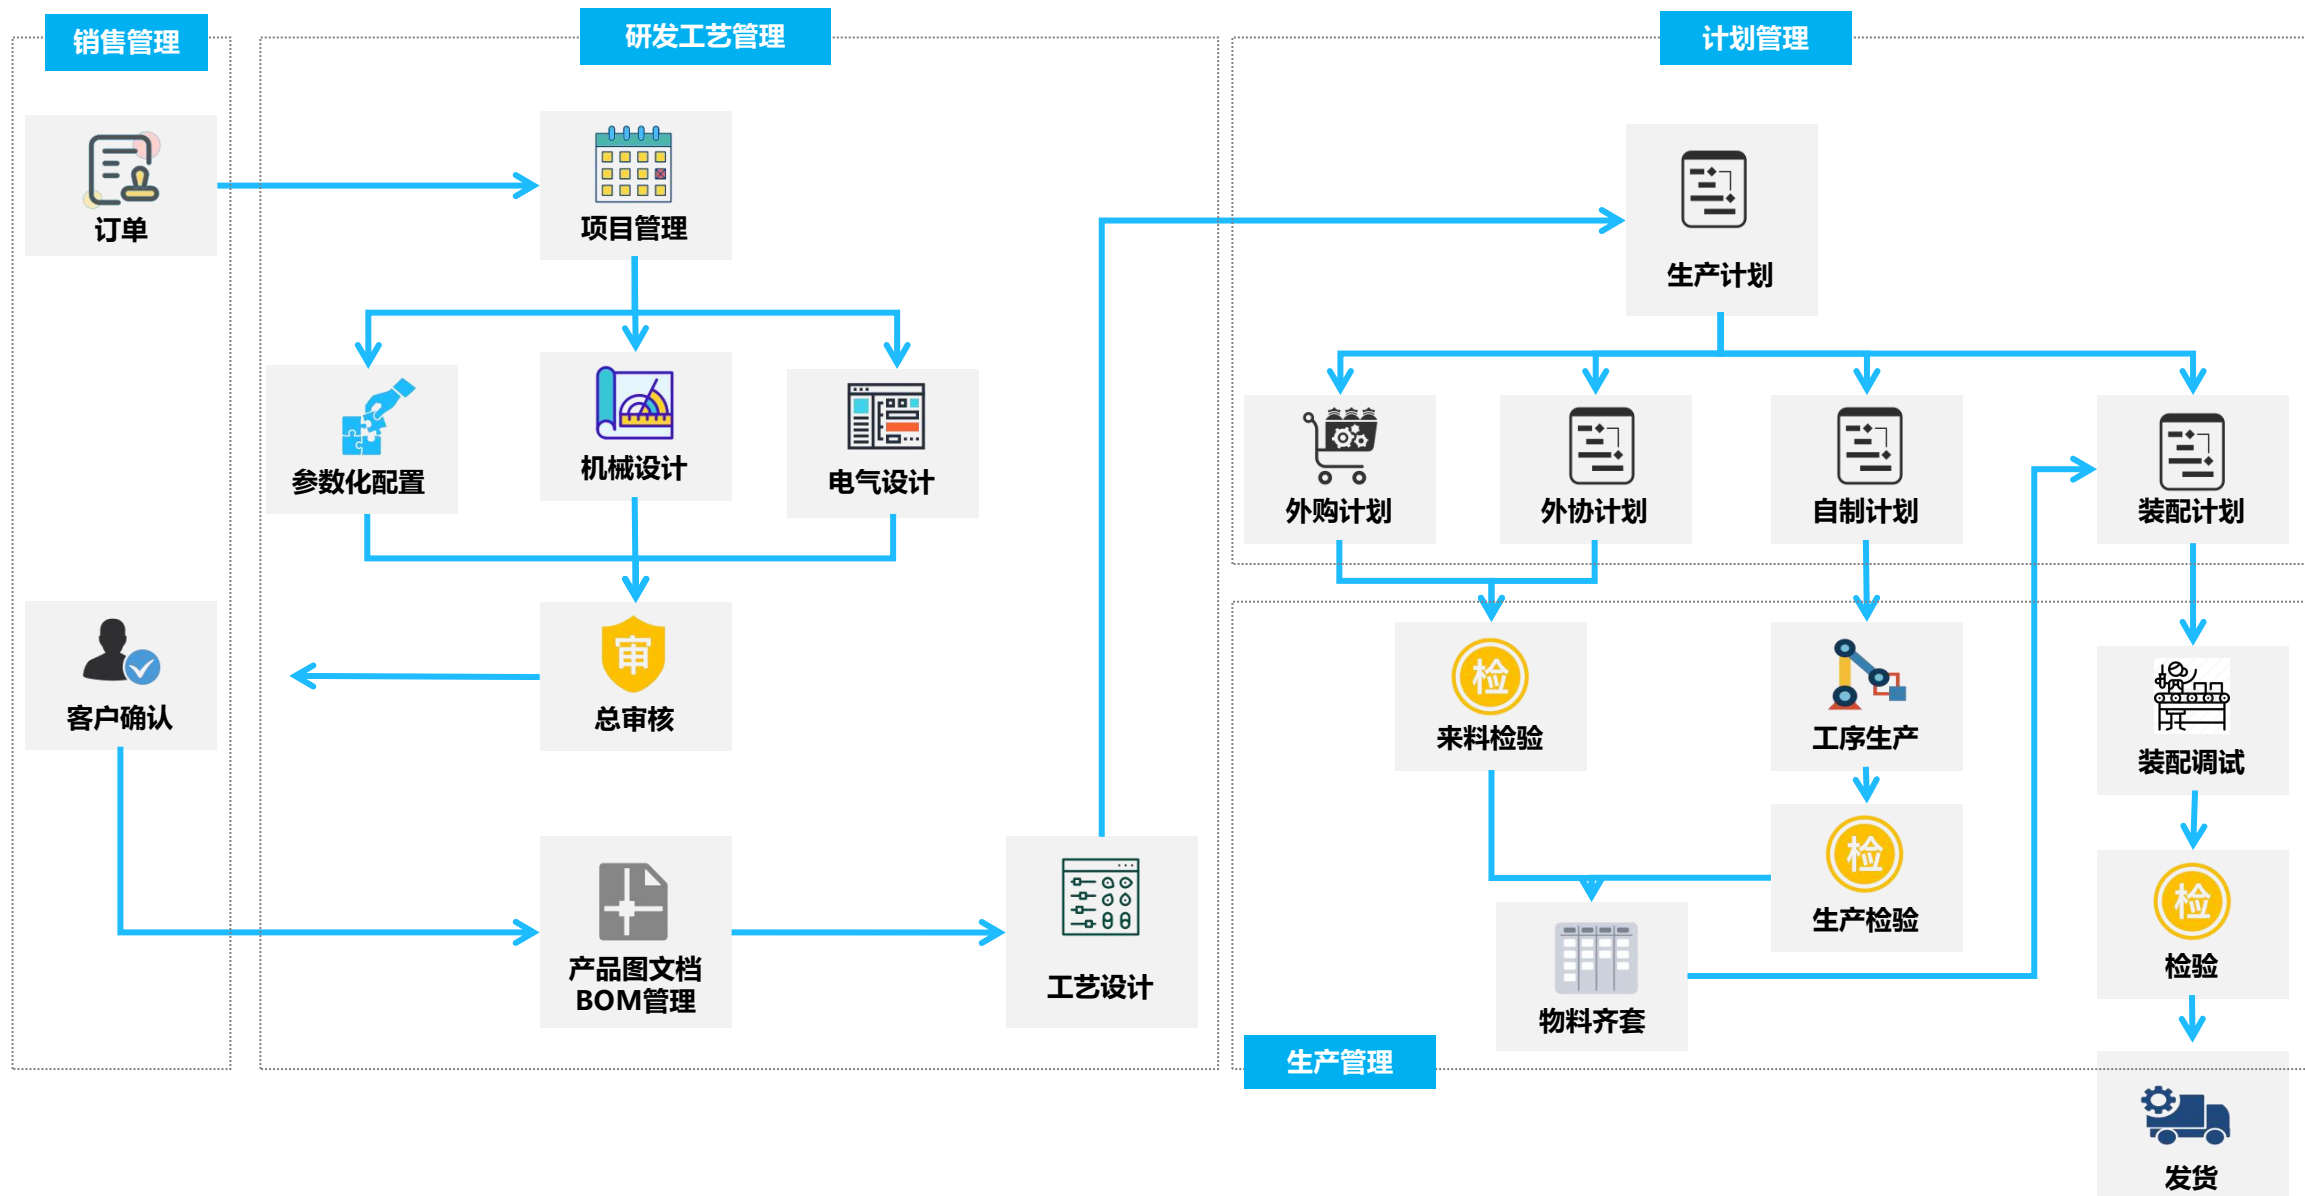 销售管理
研发工艺管理
计划管理
订单
项目管理
生产计划
参数化配置
机械设计
电气设计
外购计划
外协计划
自制计划
装配计划
客户确认
审
总审核
检
来料检验
工序生产
装配调试
产品图文档
BOM管理
工艺设计
检
生产检验
检
检验
物料齐套
生产管理
发货